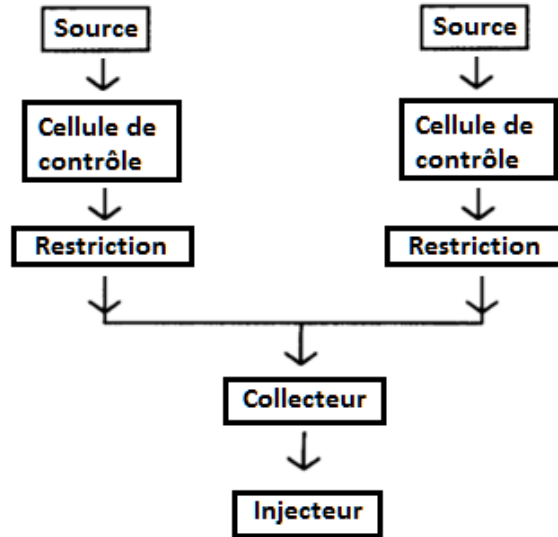 Source
Source
Cellule de
contrôle
Cellule de
contrôle
Restriction
Restriction
Collecteur
Injecteur